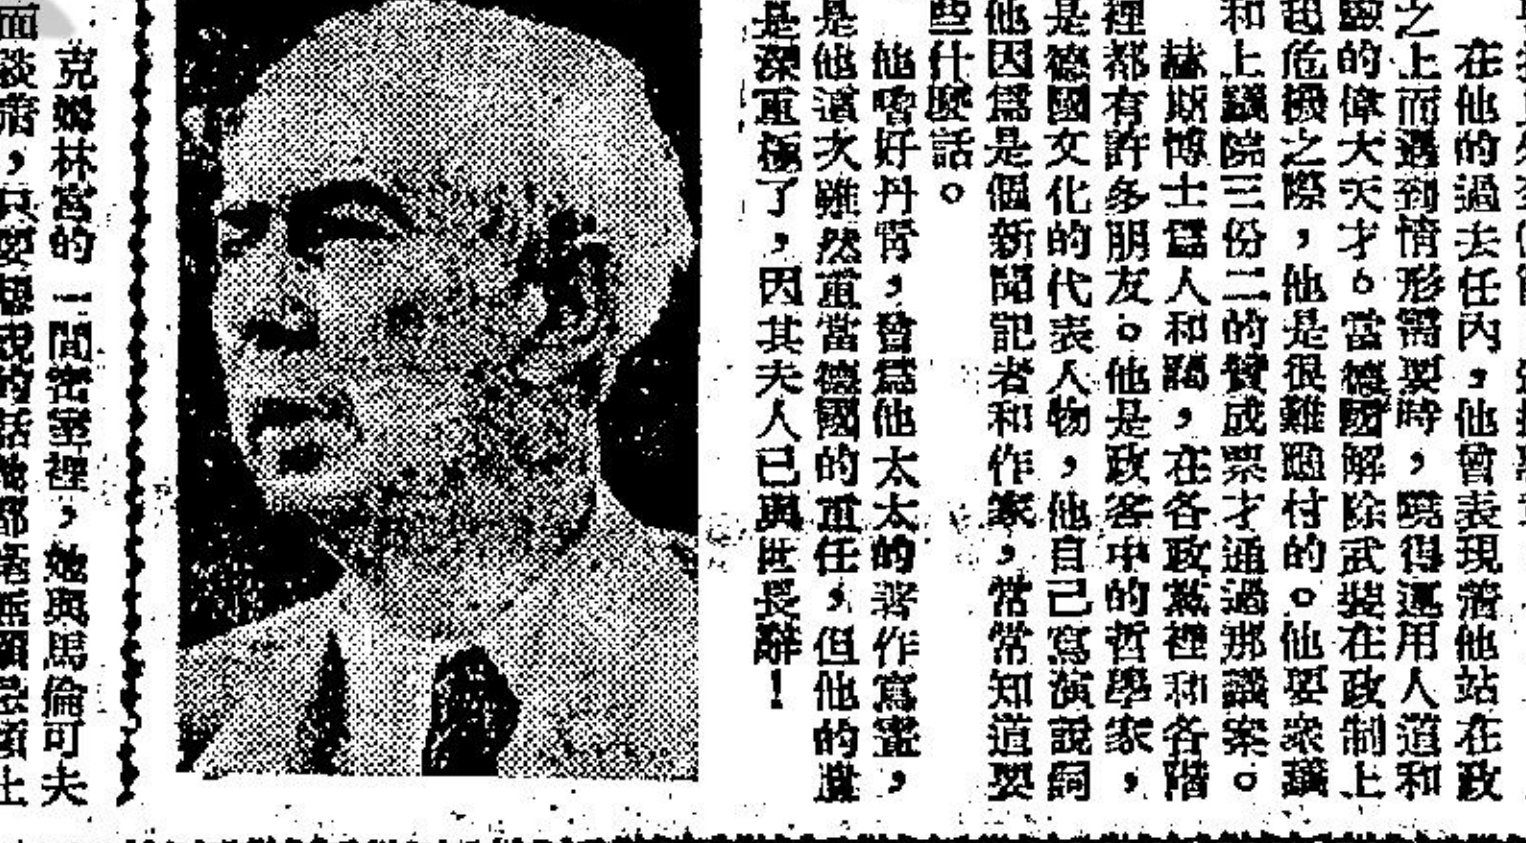 在他的過去任內，他曾表現着他站在政
之上而遇到情形需要時，曉得運用人道和
的偉大天才。當德國解除武裝在政制上
起危機之際，他是很難應付的。他要衆議
和上議院三份二的贊成票才通過那議案。
赫斯博士爲人和藹，在各政黨裡和各階
裡都有許多朋友。他是政客中的哲學家，
是德國文化的代表人物，他自己寫演說詞
他因爲是個新聞記者和作家，常常知道要
些什麼話。
他嗜好丹青，曾爲他太太的著作寫畫，
是他這次雖然重當德國的重任，但他的遺
是深重極了，因其夫人已與世長辭！
克姆林宮的一間密室裡，她與馬倫可夫
面談着，只要